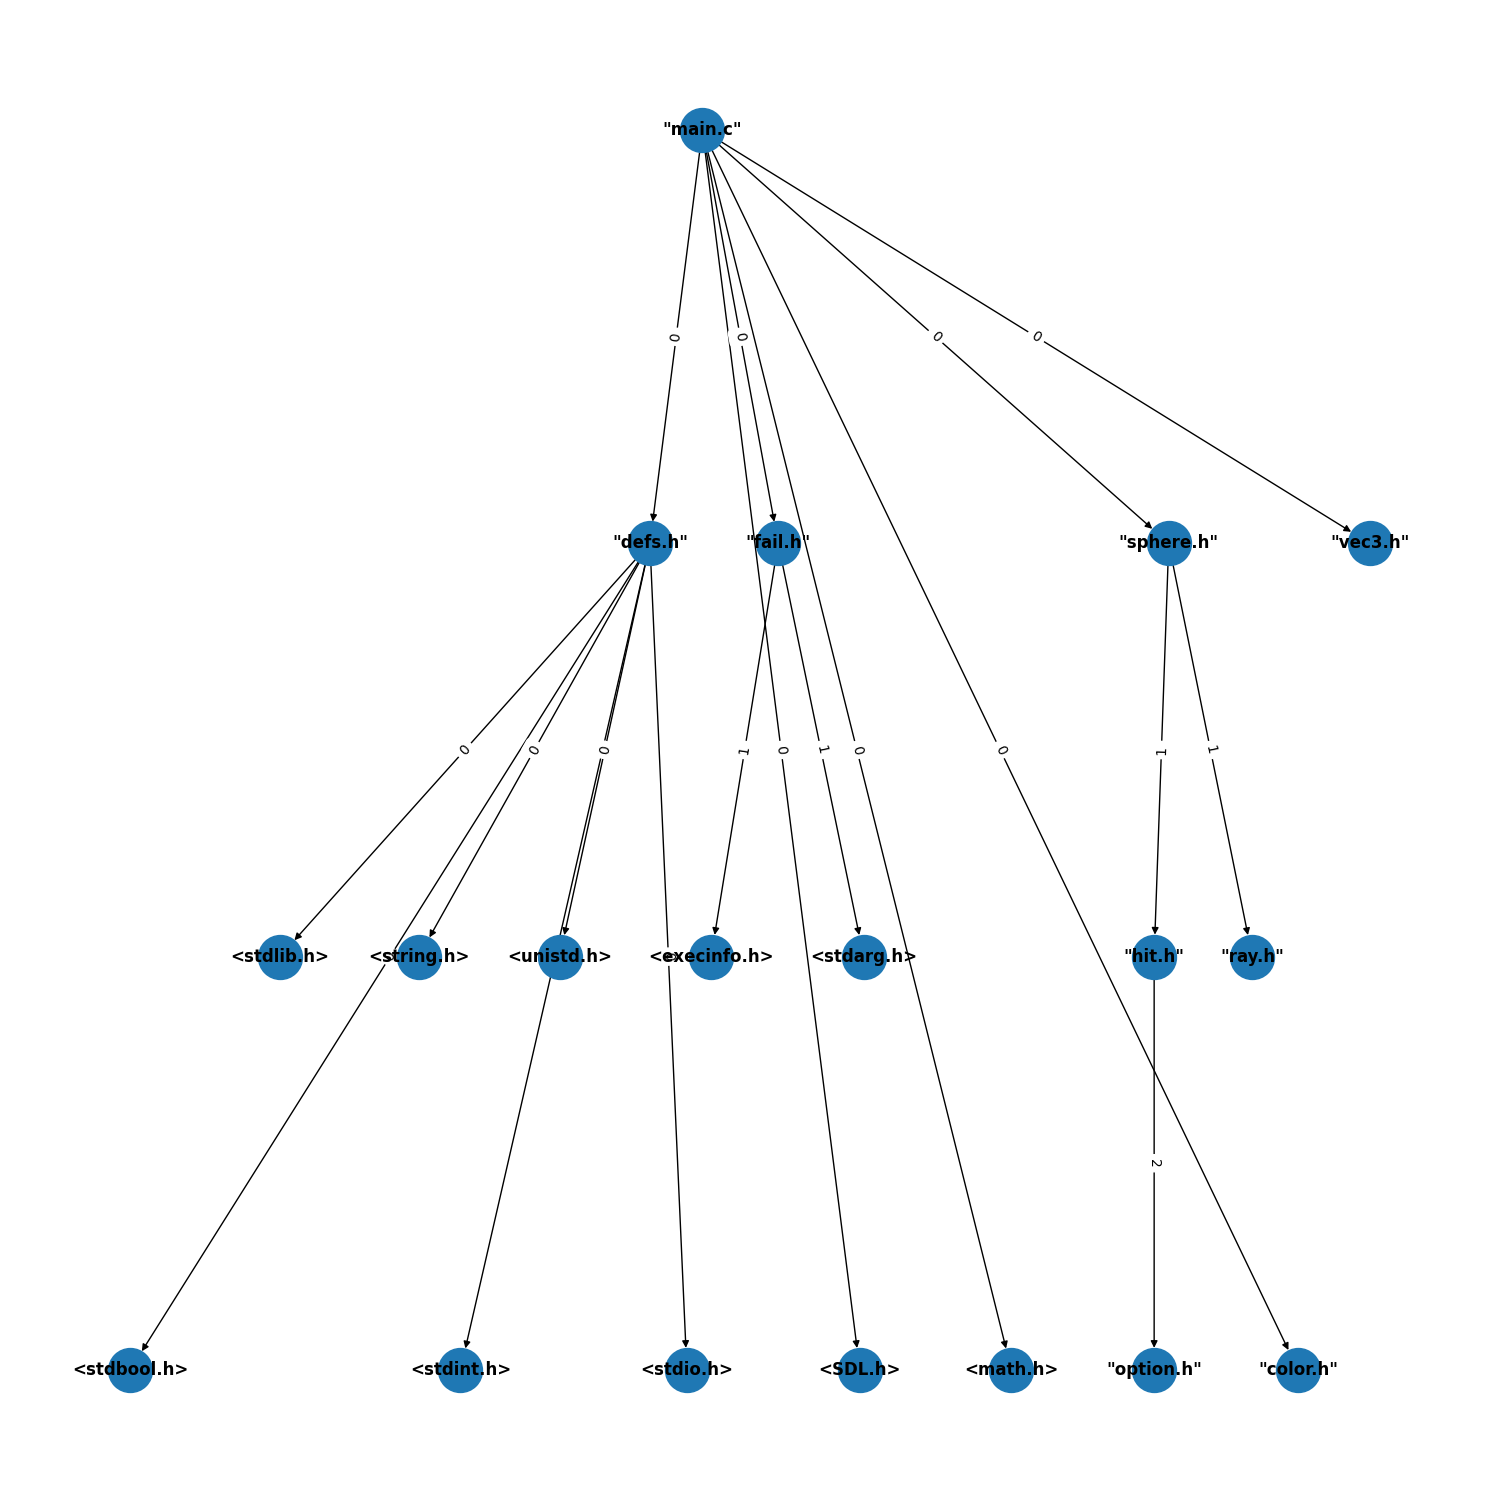 "main.c"
0
0
0
0
"defs.h"
"fail.h"
"sphere.h"
"vec3.h"
0
0
0
1
0
1
0
0
1
1
<stdlib.h>
<string.h>
<unistd.h>
<execinfo.h>
<stdarg.h>
"hit.h"
"ray.h"
2
<stdbool.h>
<stdint.h>
<stdio.h>
<SDL.h>
<math.h>
"option.h"
"color.h"